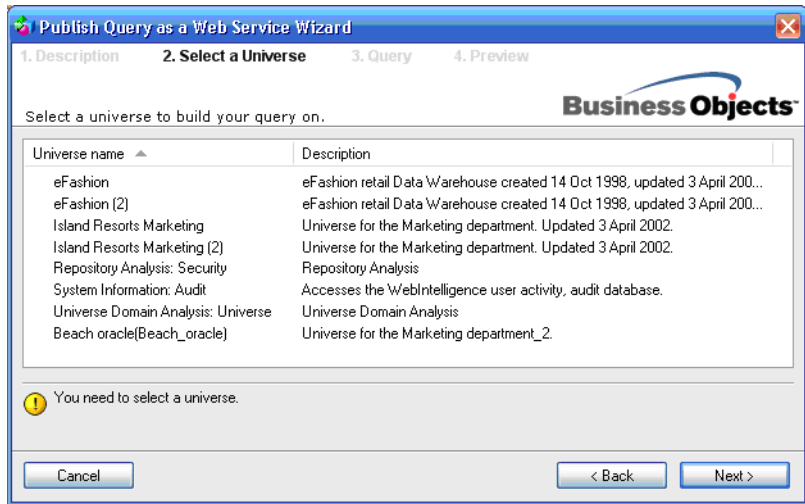 Publish Query as a Web Service Wizard
1. Description 2. Select a Universe 3. Query 4. Preview
Business Objects
Select a universe to build your query on.
Universe name Description
eFashion eFashion retail Data Warehouse created 14 Oct 1998, updated 3 April 200...
eFashion (2) eFashion retail Data Warehouse created 14 Oct 1998, updated 3 April 200...
Island Resorts Marketing Universe for the Marketing department. Updated 3 April 2002.
Island Resorts Marketing (2) Universe for the Marketing department. Updated 3 April 2002.
Repository Analysis: Security Repository Analysis
System Information: Audit Accesses the WebIntelligence user activity, audit database.
Universe Domain Analysis: Universe Universe Domain Analysis
Beach oracle(Beach_oracle) Universe for the Marketing department_2.
You need to select a universe.
Cancel < Back Next >